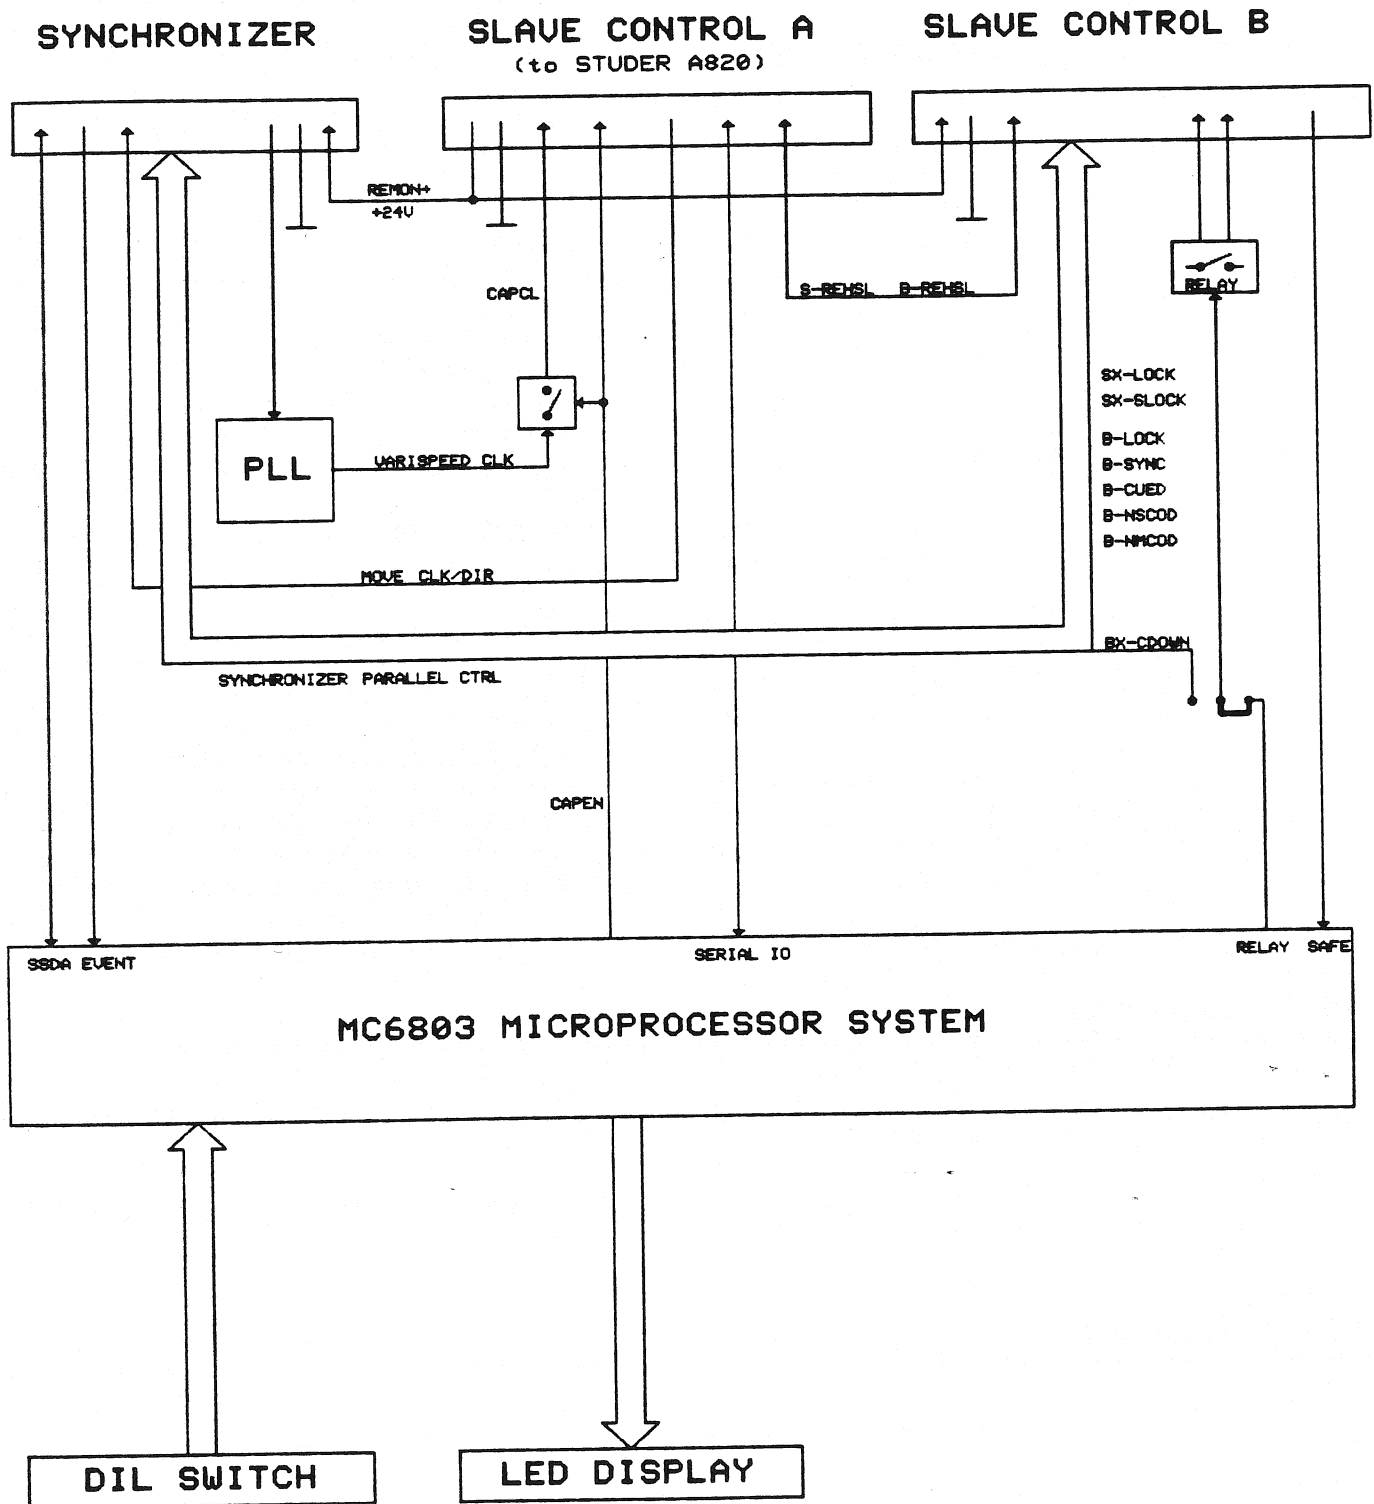 SYNCHRONIZER
SLAVE CONTROL A
(to STUDER A820)
SLAVE CONTROL B
REMON+
+24V
CAPCL
S-REHSL B-REHSL
RELAY
SX-LOCK
SX-SLOCK
B-LOCK
B-SYNC
B-CUED
B-NSCOD
B-NMCOD
PLL
VARISPEED CLK
MOVE CLK/DIR
BX-CDOWN
SYNCHRONIZER PARALLEL CTRL
CAPEN
SSDA EVENT
SERIAL IO
RELAY SAFE
MC6803 MICROPROCESSOR SYSTEM
DIL SWITCH
LED DISPLAY